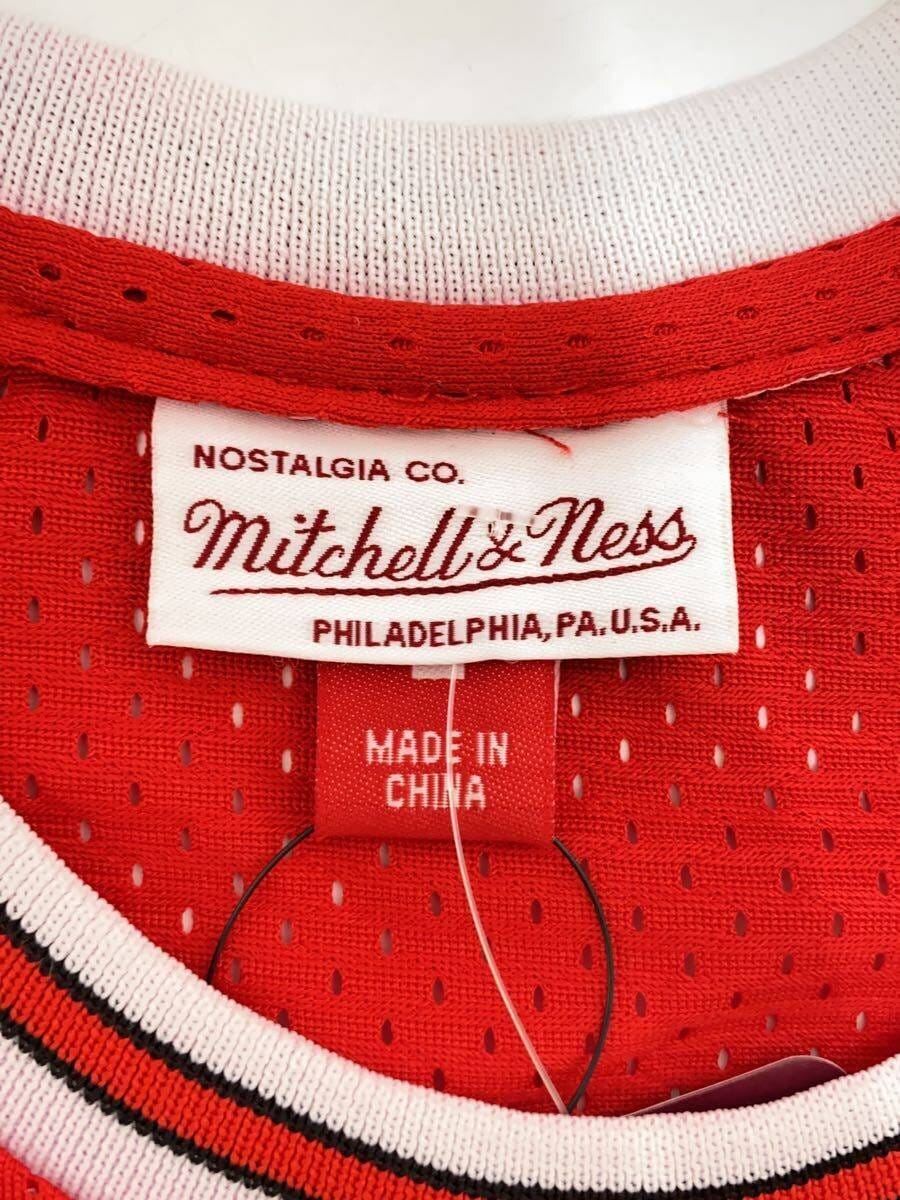 NOSTALGIA CO.
Mitchell & Ness
PHILADELPHIA, PA. U.S.A.
MADE IN
CHINA